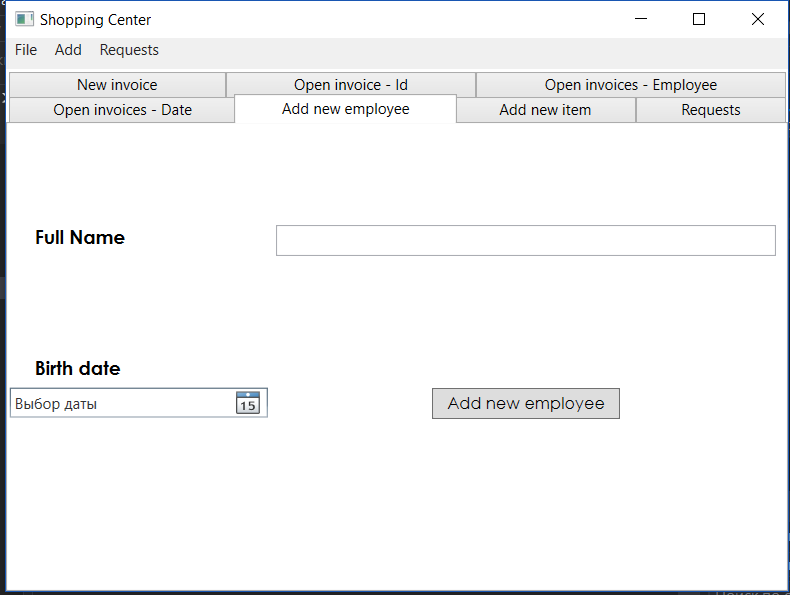 Shopping Center
File Add Requests
New invoice Open invoice - Id Open invoices - Employee
Open invoices - Date Add new employee Add new item Requests
Full Name
Birth date
Выбор даты 15 Add new employee